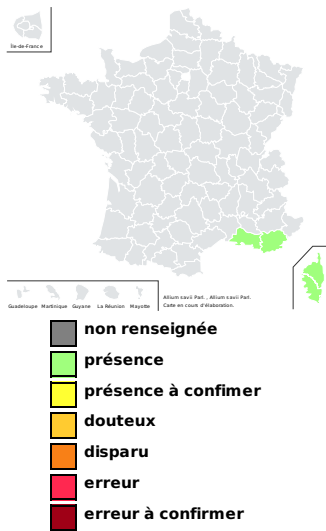 Île-de-France
Guadeloupe Martinique Guyane La Réunion Mayotte
Allium savii Parl. , Allium savii Parl.
Carte en cours d'élaboration.
non renseignée
présence
présence à confimer
douteux
disparu
erreur
erreur à confirmer